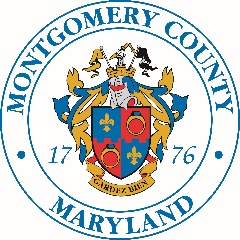 MONTGOMERY COUNTY
17 76
GARDEZ BIEN
MARYLAND